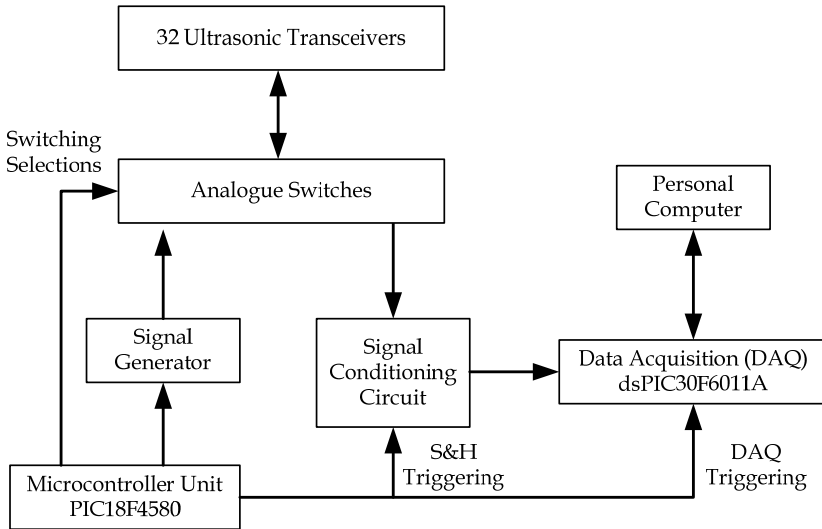 32 Ultrasonic Transceivers
Switching
Selections
Analogue Switches
Personal
Computer
Signal
Generator
Signal
Conditioning
Circuit
Data Acquisition (DAQ)
dsPIC30F6011A
S&H
Triggering
DAQ
Triggering
Microcontroller Unit
PIC18F4580